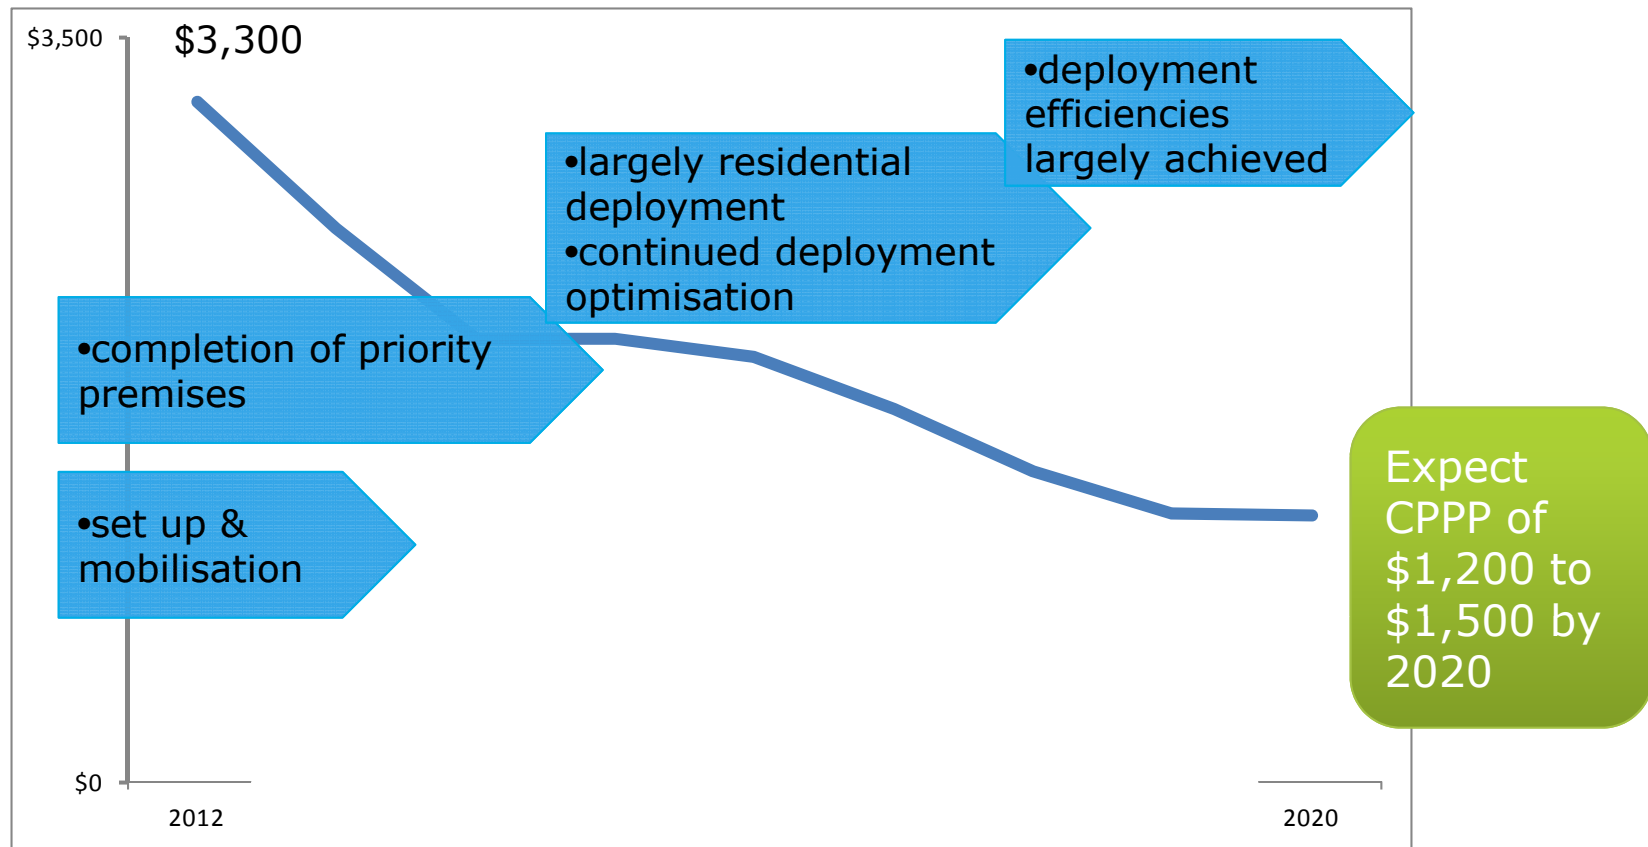 $3,500
$3,300
•deployment
efficiencies
largely achieved
•largely residential
deployment
•continued deployment
optimisation
•completion of priority
premises
•set up &
mobilisation
Expect
CPPP of
$1,200 to
$1,500 by
2020
$0
2012
2020